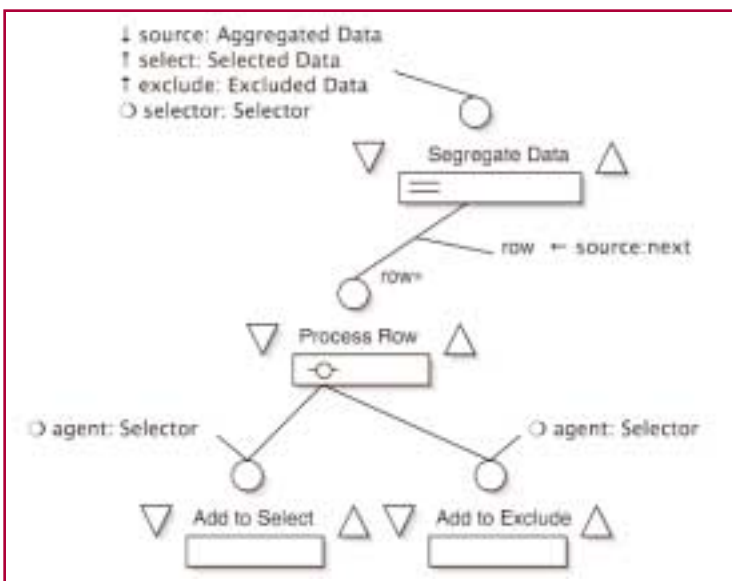 ↓ source: Aggregated Data
↑ select: Selected Data
↑ exclude: Excluded Data
❍ selector: Selector
Segregate Data
row ← source:next
row=
Process Row
❍ agent: Selector
❍ agent: Selector
Add to Select
Add to Exclude